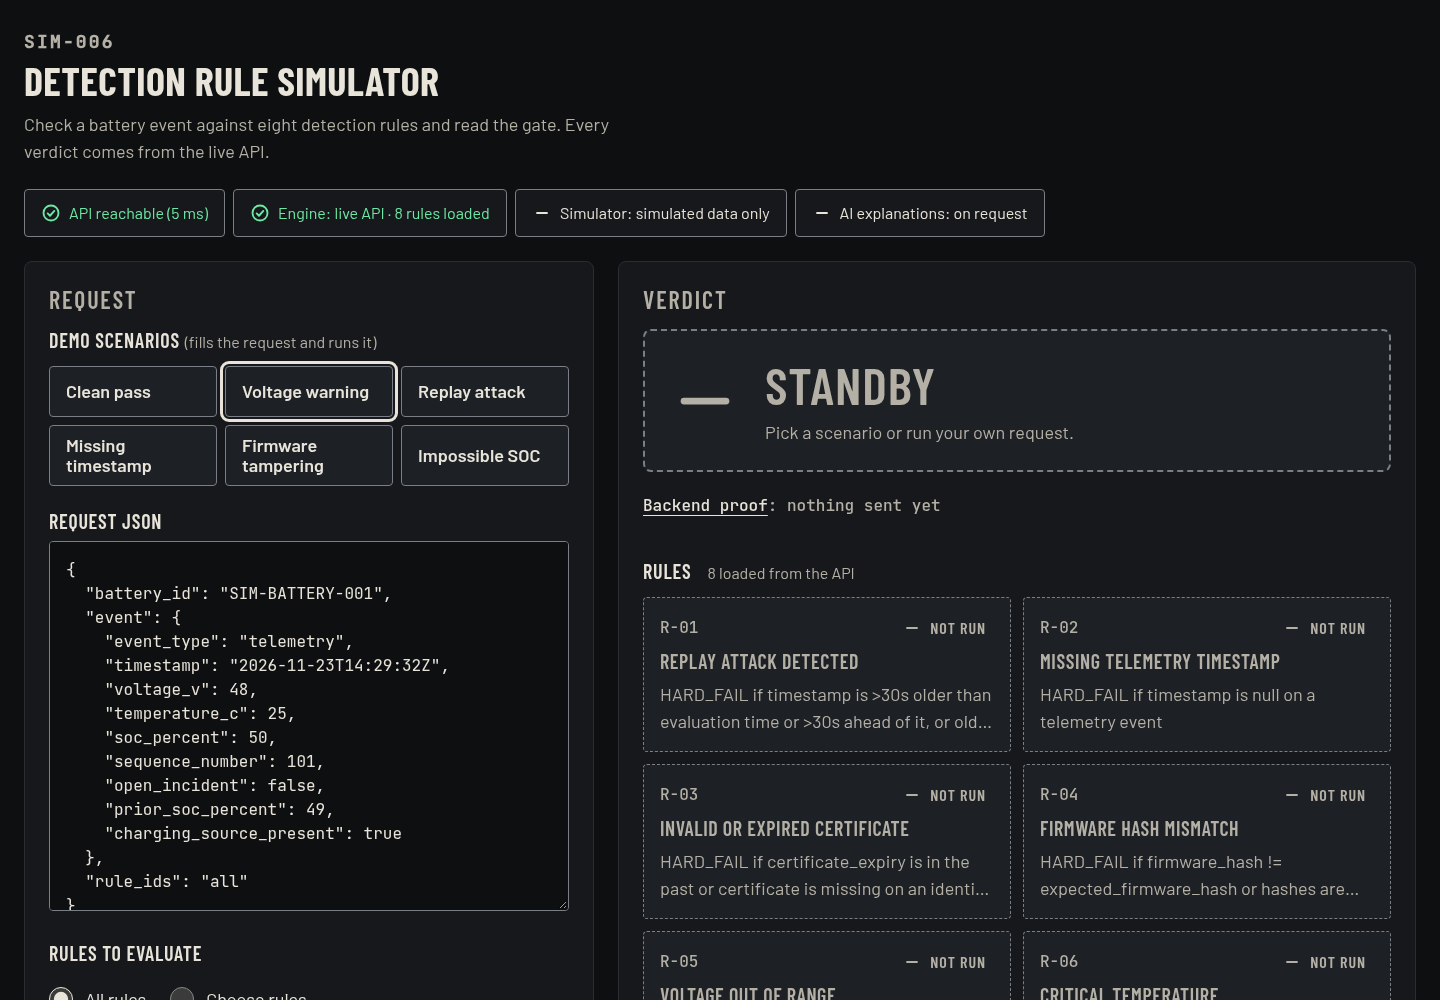 SIM-006
DETECTION RULE SIMULATOR
Check a battery event against eight detection rules and read the gate. Every
verdict comes from the live API.
API reachable (5 ms)
Engine: live API · 8 rules loaded
Simulator: simulated data only
AI explanations: on request
REQUEST
DEMO SCENARIOS (fills the request and runs it)
Clean pass
Voltage warning
Replay attack
Missing
timestamp
Firmware
tampering
Impossible SOC
REQUEST JSON
{
"battery_id": "SIM-BATTERY-001",
"event": {
"event_type": "telemetry",
"timestamp": "2026-11-23T14:29:32Z",
"voltage_v": 48,
"temperature_c": 25,
"soc_percent": 50,
"sequence_number": 101,
"open_incident": false,
"prior_soc_percent": 49,
"charging_source_present": true
},
"rule_ids": "all"
}
RULES TO EVALUATE
All rules
Choose rules
VERDICT
STANDBY
Pick a scenario or run your own request.
Backend proof: nothing sent yet
RULES 8 loaded from the API
R-01 — NOT RUN
REPLAY ATTACK DETECTED
HARD_FAIL if timestamp is >30s older than
evaluation time or >30s ahead of it, or old…
R-02 — NOT RUN
MISSING TELEMETRY TIMESTAMP
HARD_FAIL if timestamp is null on a
telemetry event
R-03 — NOT RUN
INVALID OR EXPIRED CERTIFICATE
HARD_FAIL if certificate_expiry is in the
past or certificate is missing on an identi…
R-04 — NOT RUN
FIRMWARE HASH MISMATCH
HARD_FAIL if firmware_hash !=
expected_firmware_hash or hashes are…
R-05 — NOT RUN
VOLTAGE OUT OF RANGE
R-06 — NOT RUN
CRITICAL TEMPERATURE